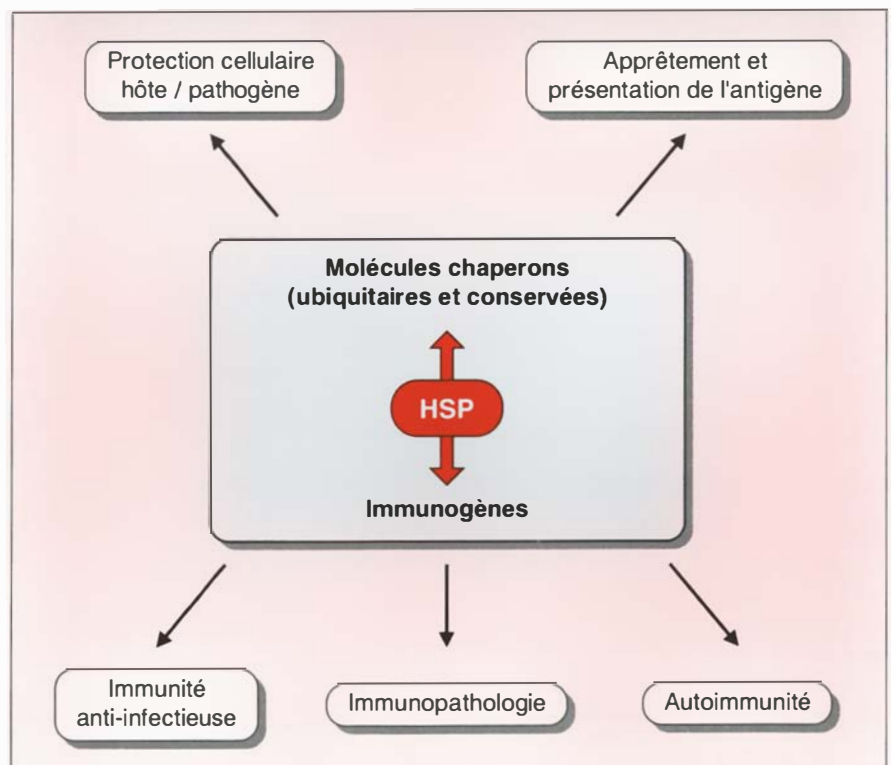 Protection cellulaire
hôte / pathogène
Apprêtement et
présentation de l'antigène
Molécules chaperons
(ubiquitaires et conservées)
HSP
Immunogènes
Immunité
anti-infectieuse
Immunopathologie
Autoimmunité